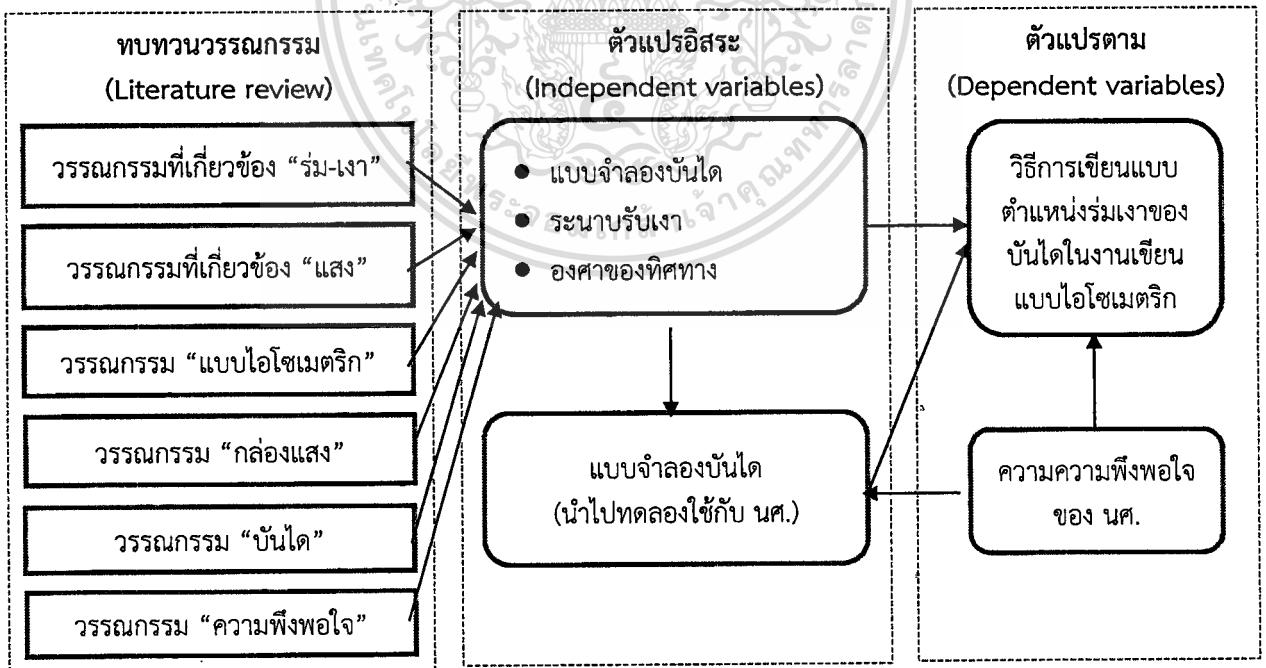 ทบทวนวรรณกรรม
(Literature review)
วรรณกรรมที่เกี่ยวข้อง “ร่ม-เงา”
วรรณกรรมที่เกี่ยวข้อง “แสง”
วรรณกรรม “แบบไอโซเมตริก”
วรรณกรรม “กล่องแสง”
วรรณกรรม “บันได”
วรรณกรรม “ความพึงพอใจ”
ตัวแปรอิสระ
(Independent variables)
● แบบจำลองบันได
● ระนาบรับเงา
● องศาของทิศทาง
แบบจำลองบันได
(นำไปทดลองใช้กับ นศ.)
ตัวแปรตาม
(Dependent variables)
วิธีการเขียนแบบ
ตำแหน่งร่มเงาของ
บันไดในงานเขียน
แบบไอโซเมตริก
ความความพึงพอใจ
ของ นศ.